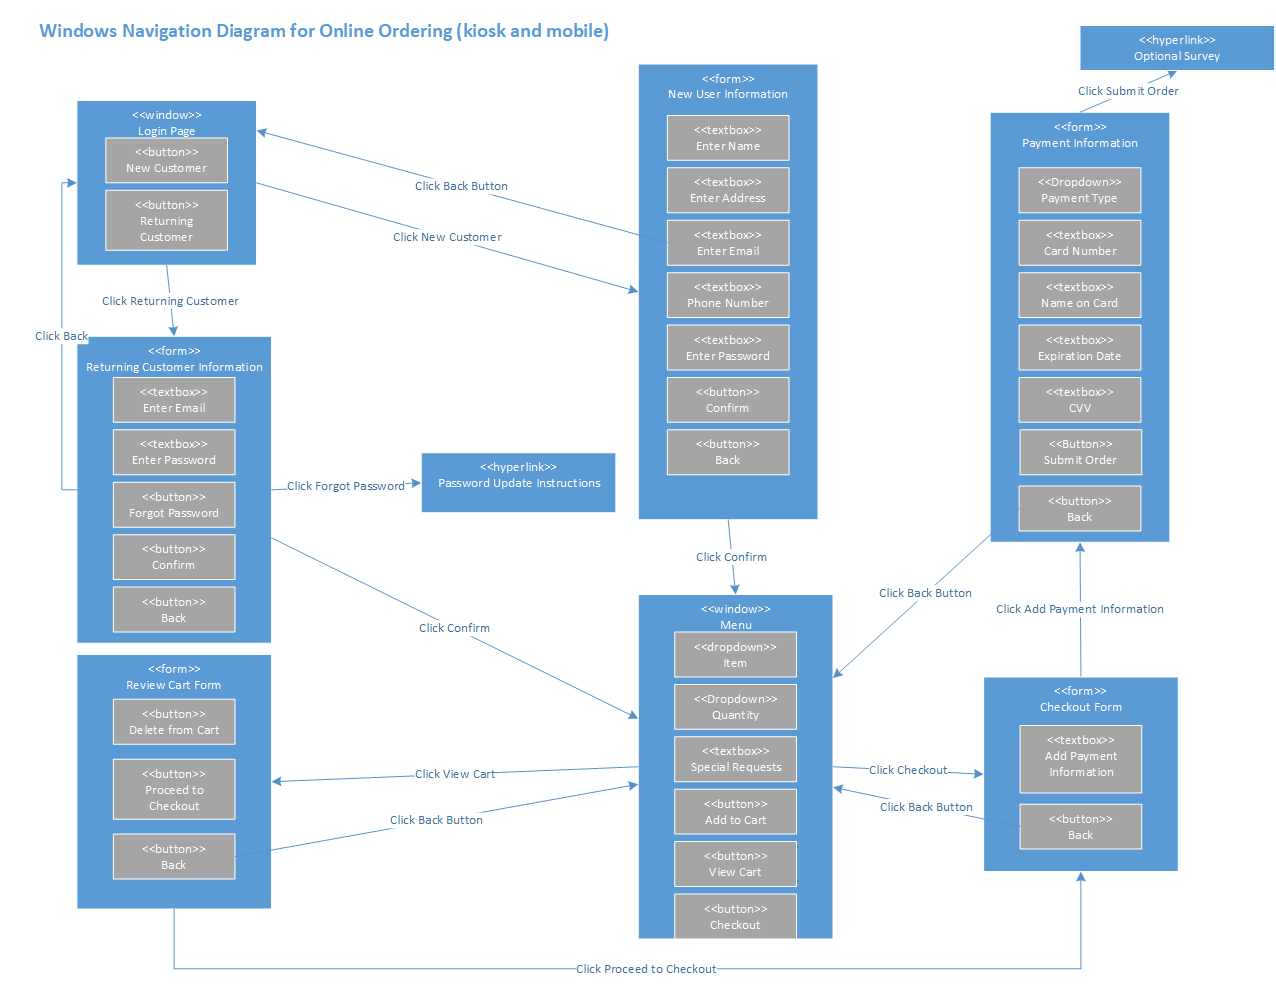 Windows Navigation Diagram for Online Ordering (kiosk and mobile)
<<window>>
Login Page
<<button>>
New Customer
<<button>>
Returning
Customer
Click Returning Customer
Click Back
<<form>>
Returning Customer Information
<<textbox>>
Enter Email
<<textbox>>
Enter Password
<<button>>
Forgot Password
<<button>>
Confirm
<<button>>
Back
<<form>>
Review Cart Form
<<button>>
Delete from Cart
<<button>>
Proceed to
Checkout
<<button>>
Back
Click Back Button
Click New Customer
Click Forgot Password
<<hyperlink>>
Password Update Instructions
Click Confirm
Click View Cart
Click Back Button
Click Proceed to Checkout
<<form>>
New User Information
<<textbox>>
Enter Name
<<textbox>>
Enter Address
<<textbox>>
Enter Email
<<textbox>>
Phone Number
<<textbox>>
Enter Password
<<button>>
Confirm
<<button>>
Back
Click Confirm
<<window>>
Menu
<<dropdown>>
Item
<<Dropdown>>
Quantity
<<textbox>>
Special Requests
<<button>>
Add to Cart
<<button>>
View Cart
<<button>>
Checkout
<<hyperlink>>
Optional Survey
Click Submit Order
<<form>>
Payment Information
<<Dropdown>>
Payment Type
<<textbox>>
Card Number
<<textbox>>
Name on Card
<<textbox>>
Expiration Date
<<textbox>>
CVV
<<Button>>
Submit Order
<<button>>
Back
Click Back Button
Click Add Payment Information
Click Checkout
Click Back Button
<<form>>
Checkout Form
<<textbox>>
Add Payment
Information
<<button>>
Back